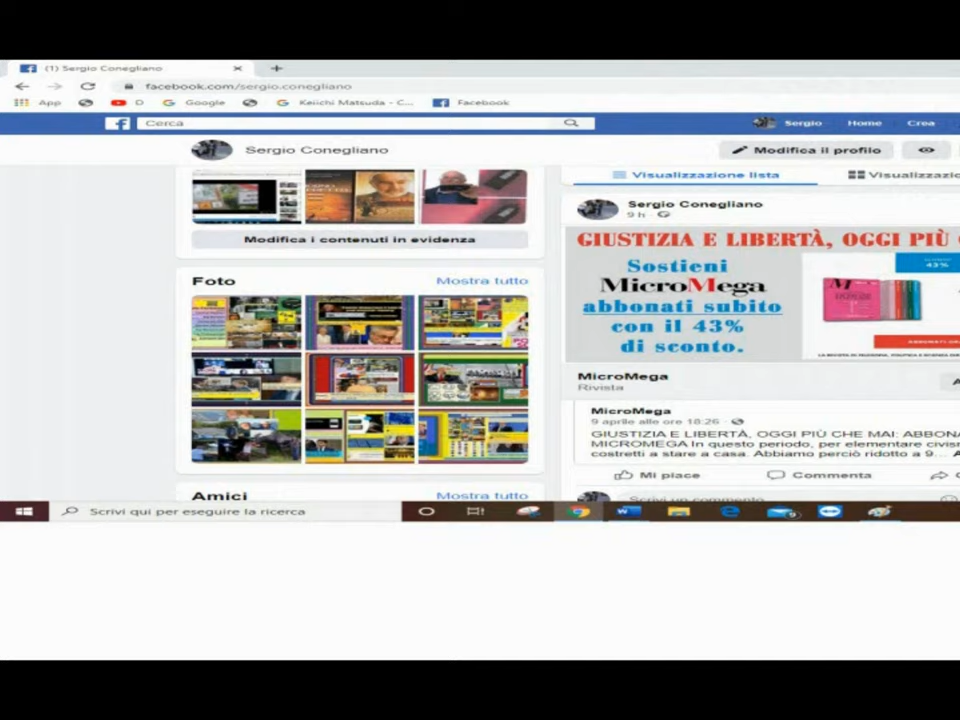 (1) Sergio Conegliano
facebook.com/sergio.conegliano
App
D
Google
Keiichi Matsuda - C...
Facebook
Cerca
Sergio
Home
Crea
Sergio Conegliano
Modifica il profilo
Modifica i contenuti in evidenza
Foto
Mostra tutto
Amici
Mostra tutto
Visualizzazione lista
Visualizzazio
Sergio Conegliano
9 h
GIUSTIZIA E LIBERTÀ, OGGI PIÙ
Sostieni
MicroMega
abbonati subito
con il 43%
di sconto.
43%
MicroMega
Rivista
MicroMega
9 aprile alle ore 18:26
GIUSTIZIA E LIBERTÀ, OGGI PIÙ CHE MAI: ABBONA
MICROMEGA In questo periodo, per elementare civis
costretti a stare a casa. Abbiamo perciò ridotto a 9...
Mi piace
Commenta
Scrivi un commento
Scrivi qui per eseguire la ricerca